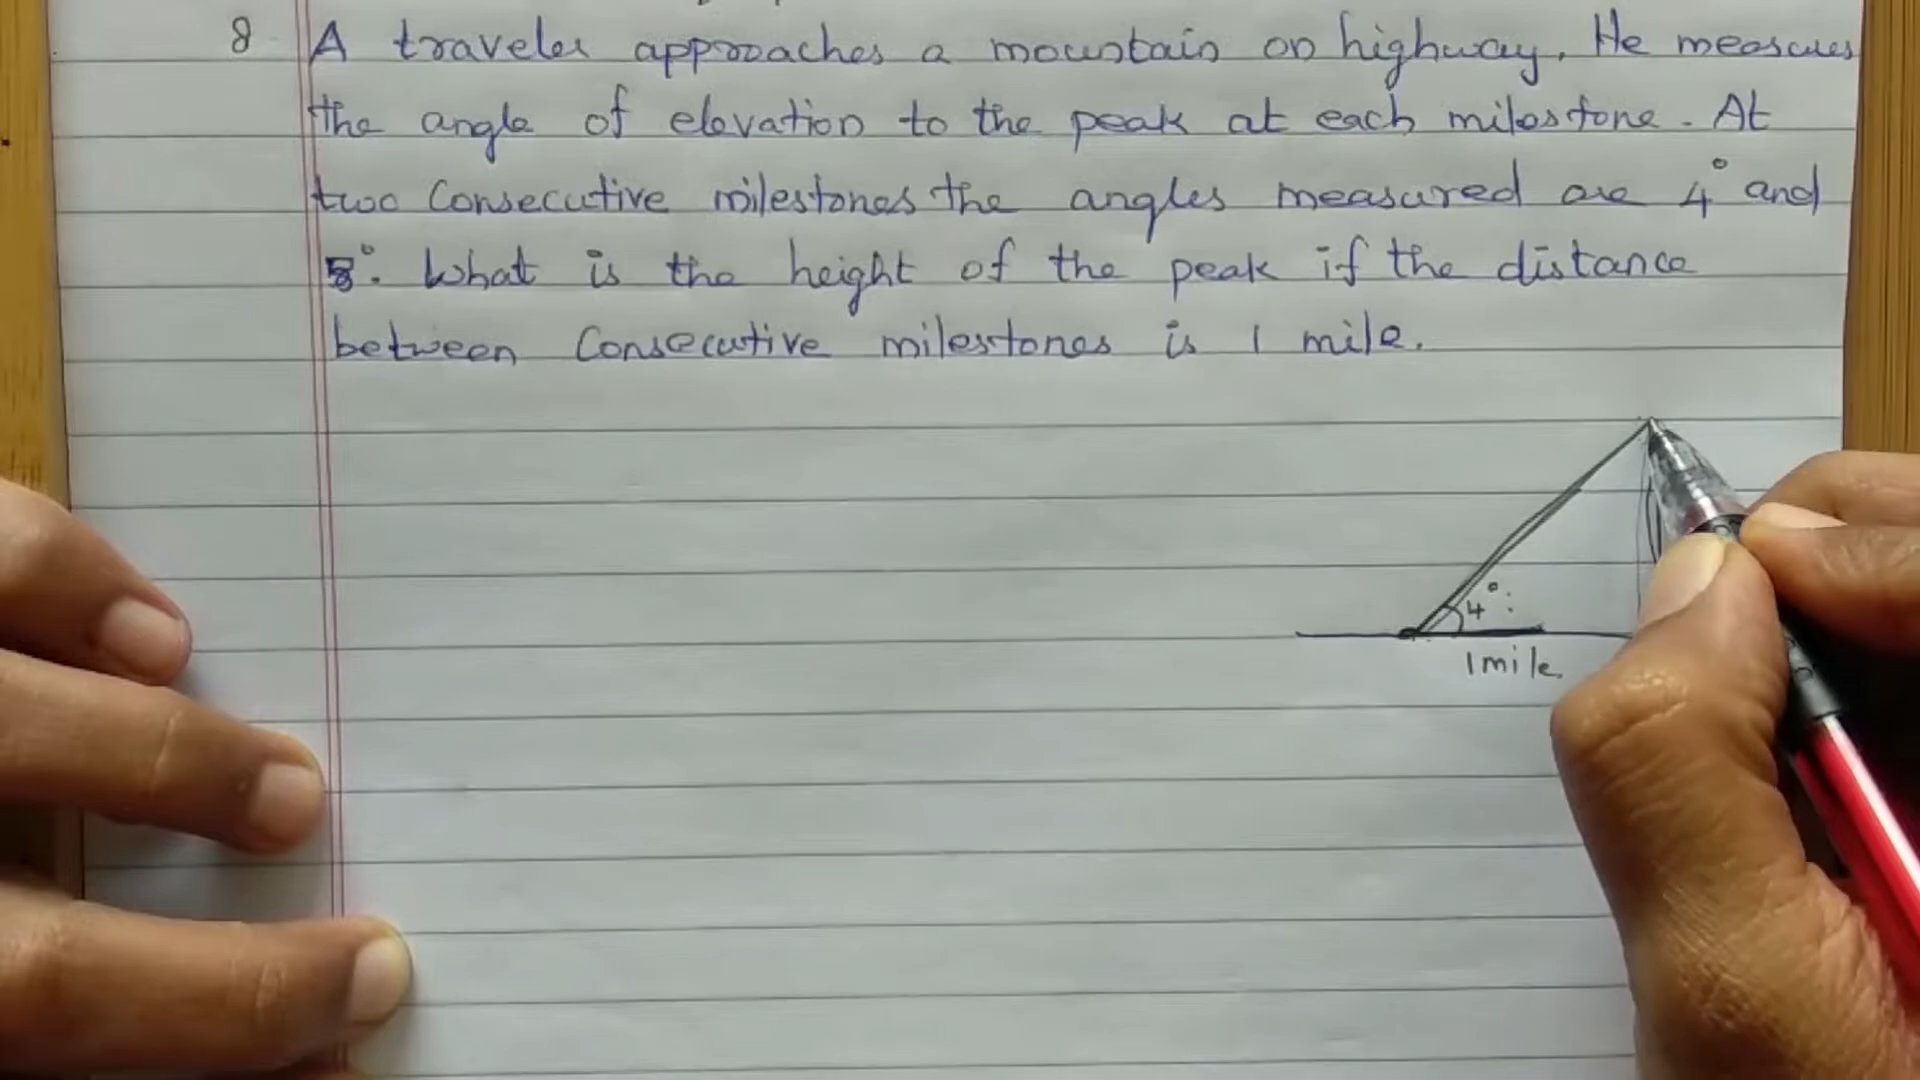 8 A traveler approaches a mountain on highway. He measures
the angle of elevation to the peak at each milestone. At
two Consecutive milestones the angles measured are 4° and
What is the height of the peak if the distance
between Consecutive milestones is 1 mile.
4°
1 mile.